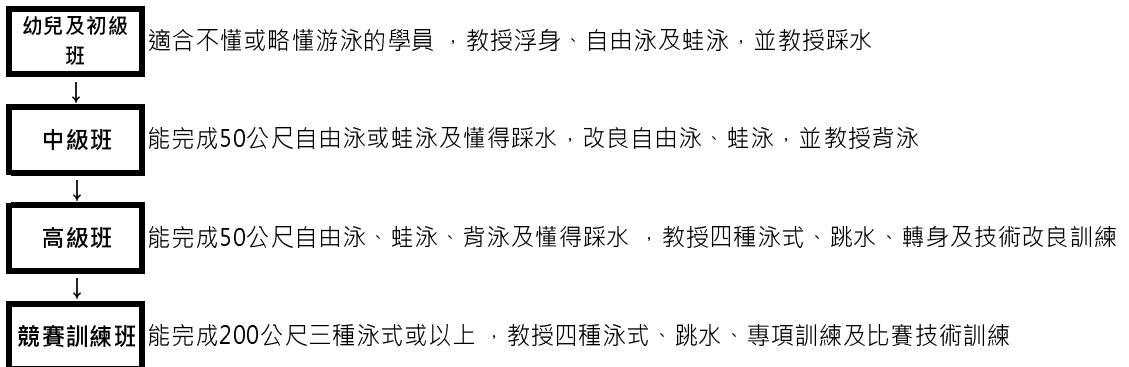 幼兒及初級
班
適合不懂或略懂游泳的學員 ，教授浮身、自由泳及蛙泳，並教授踩水
↓
中級班
能完成50公尺自由泳或蛙泳及懂得踩水，改良自由泳、蛙泳，並教授背泳
↓
高級班
能完成50公尺自由泳、蛙泳、背泳及懂得踩水 ，教授四種泳式、跳水、轉身及技術改良訓練
↓
競賽訓練班
能完成200公尺三種泳式或以上 ，教授四種泳式、跳水、專項訓練及比賽技術訓練